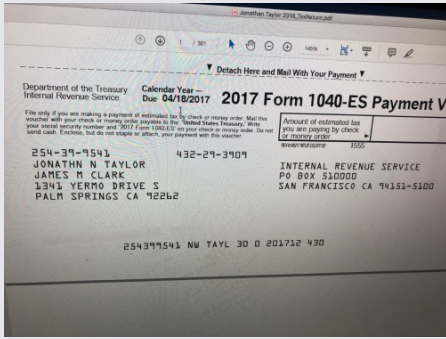 Jonathan Taylor 2016_TaxReturn.pdf
1 / 301
146%
Detach Here and Mail With Your Payment
Department of the Treasury
Internal Revenue Service
Calendar Year –
Due 04/18/2017
2017 Form 1040-ES Payment V
File only if you are making a payment of estimated tax by check or money order. Mail this
voucher with your check or money order payable to the 'United States Treasury.' Write
your social security number and '2017 Form 1040-ES' on your check or money order. Do not
send cash. Enclose, but do not staple or attach, your payment with this voucher.
Amount of estimated tax
you are paying by check
or money order
1555
254-39-9541
432-29-3909
JONATHN N TAYLOR
JAMES M CLARK
1341 YERMO DRIVE S
PALM SPRINGS CA 92262
INTERNAL REVENUE SERVICE
PO BOX 510000
SAN FRANCISCO CA 94151-5100
254399541 NW TAYL 30 0 201712 430